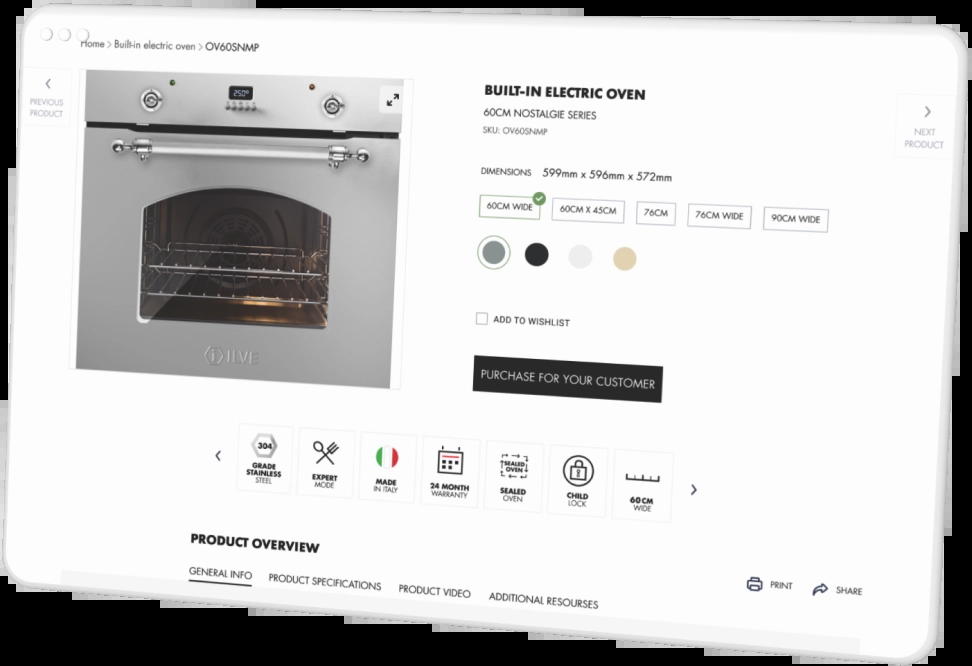 Home > Built-in electric oven > OV60SNMP
PREVIOUS
PRODUCT
250°
ILVE
BUILT-IN ELECTRIC OVEN
60CM NOSTALGIE SERIES
SKU: OV60SNMP
DIMENSIONS 599mm x 596mm x 572mm
60CM WIDE 60CM X 45CM 76CM 76CM WIDE 90CM WIDE
ADD TO WISHLIST
PURCHASE FOR YOUR CUSTOMER
NEXT
PRODUCT
304
GRADE
STAINLESS
STEEL
EXPERT
MODE
MADE
IN ITALY
24 MONTH
WARRANTY
SEALED
OVEN
SEALED
OVEN
CHILD
LOCK
60 CM
WIDE
PRODUCT OVERVIEW
GENERAL INFO PRODUCT SPECIFICATIONS PRODUCT VIDEO ADDITIONAL RESOURSES
PRINT SHARE